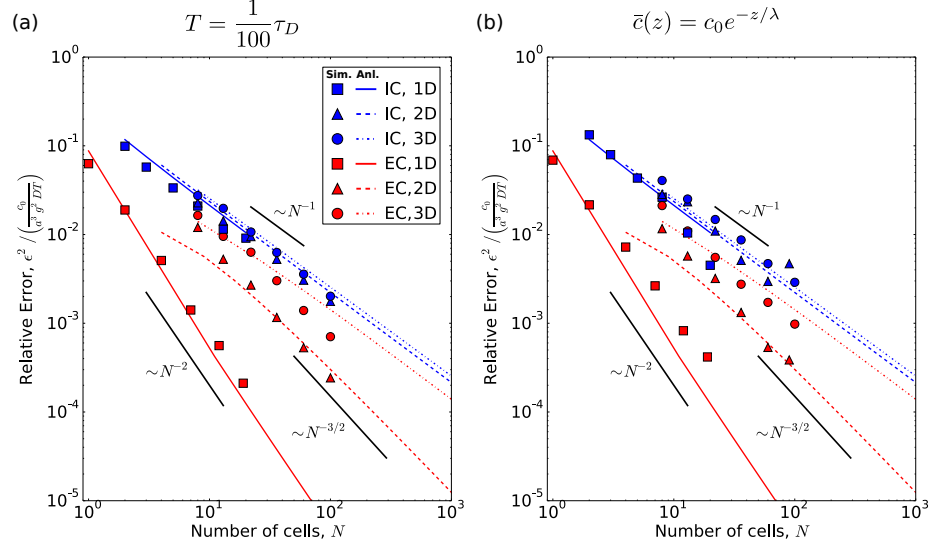 (a)
T = \frac{1}{100} τ_D
Relative Error, ϵ^2 / (\frac{c_0}{a^3 g^2 DT})
10^0
10^{-1}
10^{-2}
10^{-3}
10^{-4}
10^{-5}
Sim. Anl.
IC, 1D
IC, 2D
IC, 3D
EC,1D
EC,2D
EC,3D
∼N^{-1}
∼N^{-2}
∼N^{-3/2}
10^0 10^1 10^2 10^3
Number of cells, N
(b)
\bar{c}(z) = c_0 e^{-z/λ}
Relative Error, ϵ^2 / (\frac{c_0}{a^3 g^2 DT})
10^0
10^{-1}
10^{-2}
10^{-3}
10^{-4}
10^{-5}
∼N^{-1}
∼N^{-2}
∼N^{-3/2}
10^0 10^1 10^2 10^3
Number of cells, N